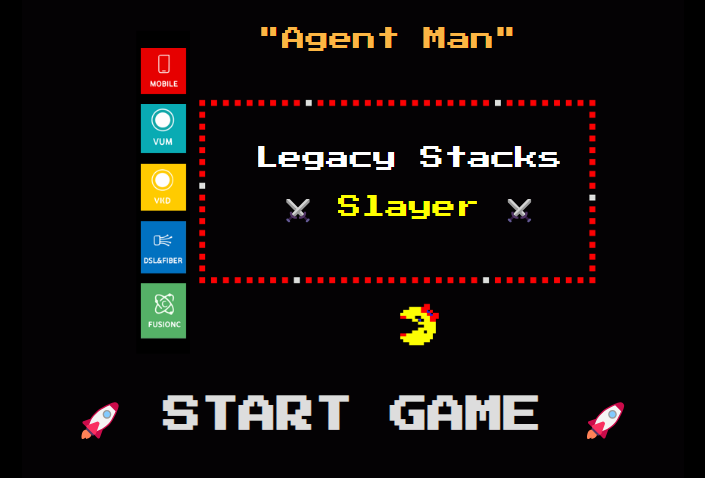 "Agent Man"
MOBILE
VUM
VKD
DSL&FIBER
FUSIONC
Legacy Stacks
Slayer
START GAME